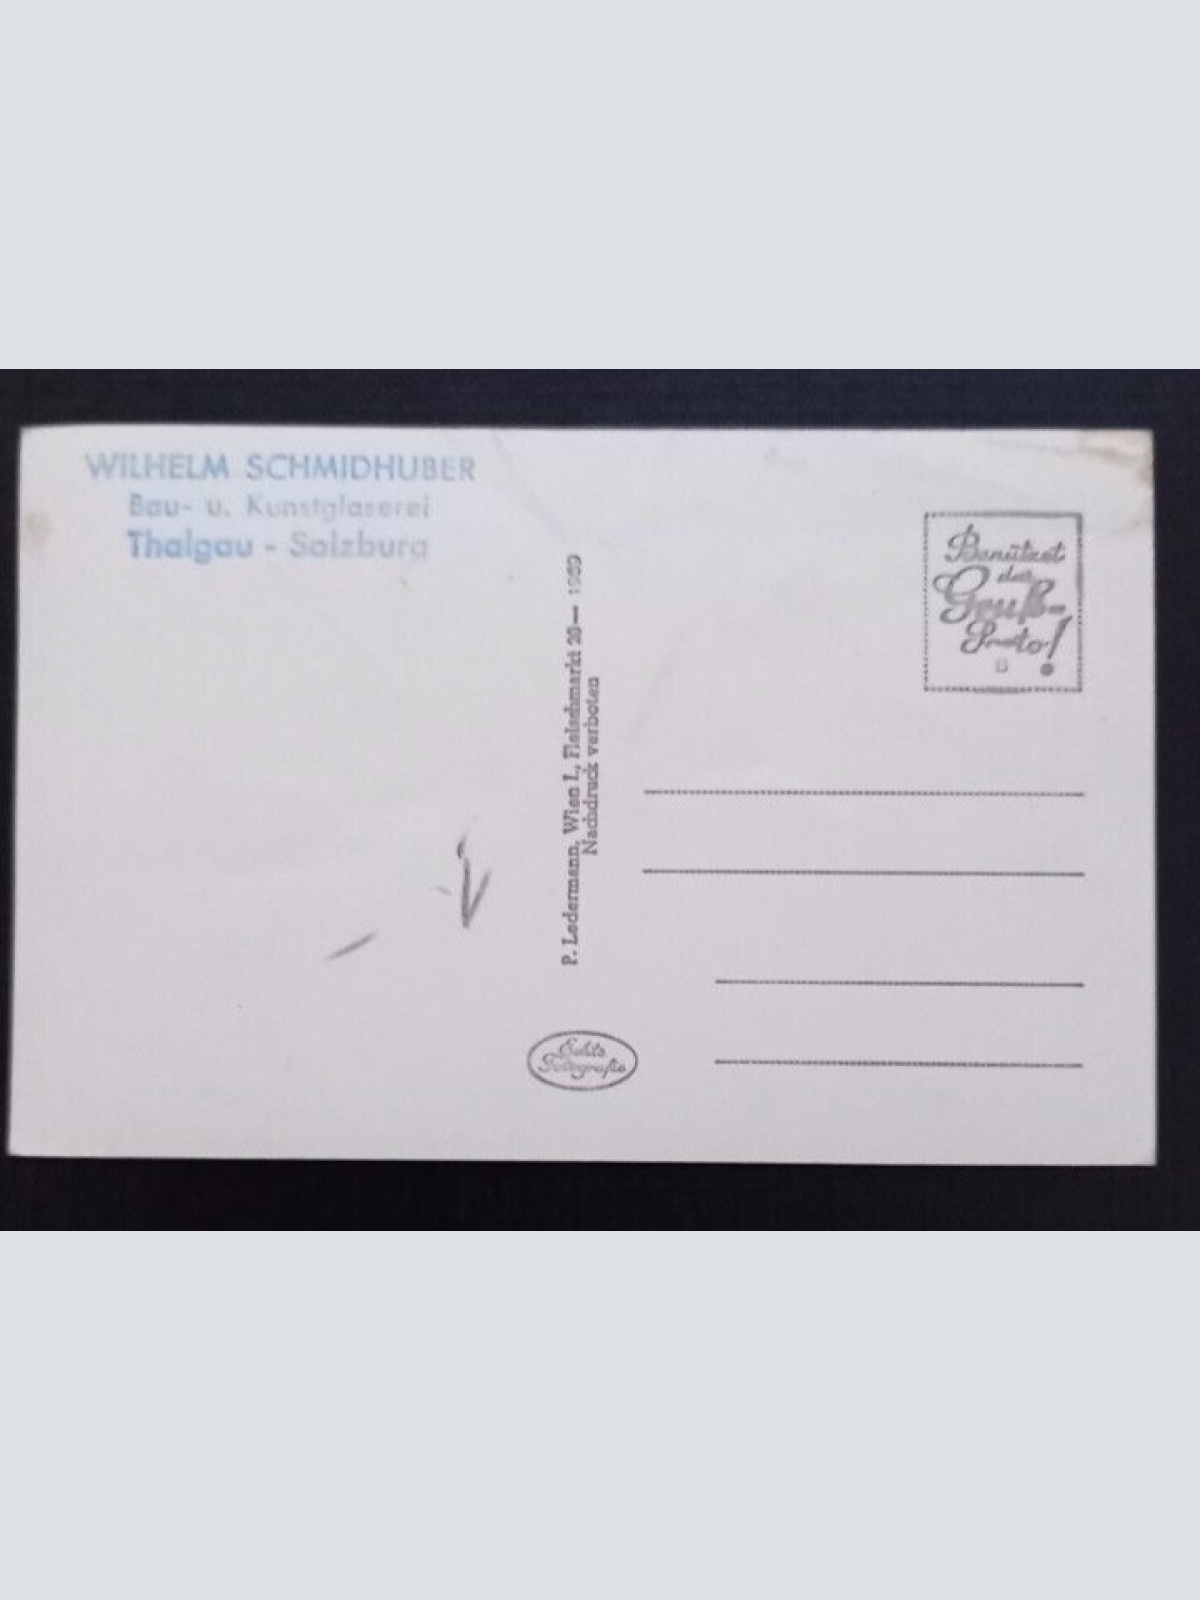 WILHELM SCHMIDHUBER
Bau- u. Kunstglaserei
Thalgau - Salzburg
P. Ledermann, Wien I., Fleischmarkt 20—
Nachdruck verboten
Benützet
das
Gruß-
Porto!
B
Echte
Fotografie